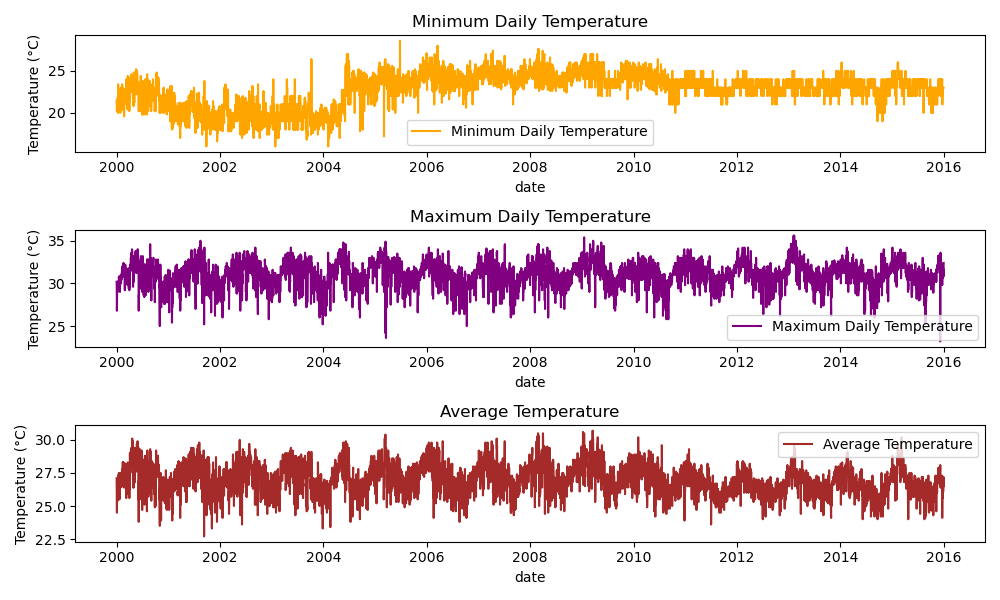 Minimum Daily Temperature
Temperature (°C)
25
20
Minimum Daily Temperature
2000 2002 2004 2006 2008 2010 2012 2014 2016
date
Maximum Daily Temperature
Temperature (°C)
35
30
25
Maximum Daily Temperature
2000 2002 2004 2006 2008 2010 2012 2014 2016
date
Average Temperature
Temperature (°C)
30.0
27.5
25.0
22.5
Average Temperature
2000 2002 2004 2006 2008 2010 2012 2014 2016
date